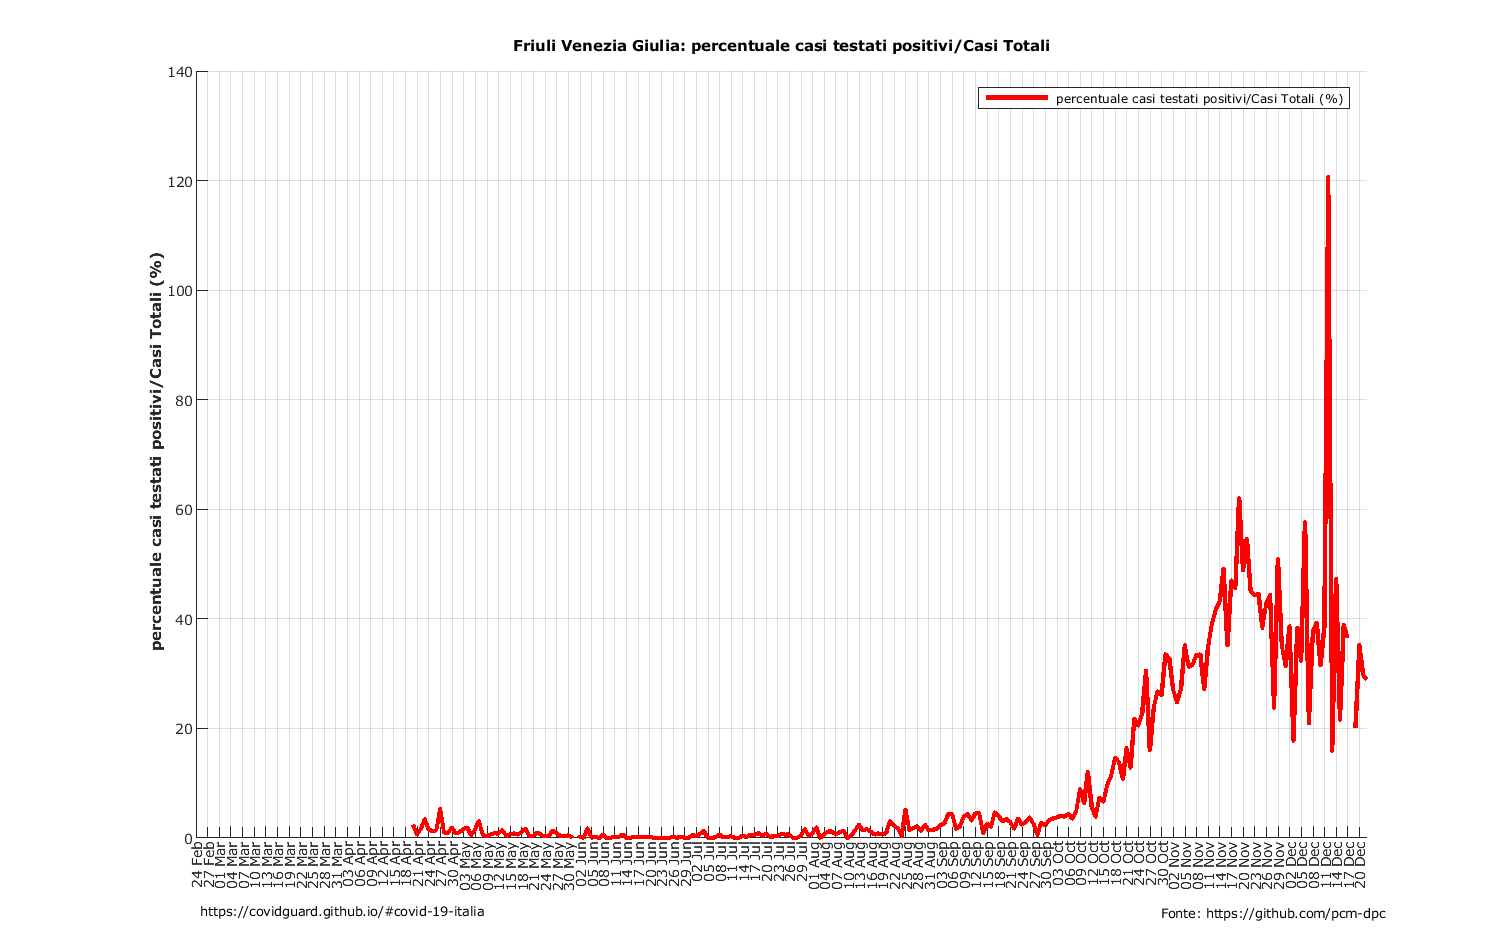 Friuli Venezia Giulia: percentuale casi testati positivi/Casi Totali
percentuale casi testati positivi/Casi Totali (%)
percentuale casi testati positivi/Casi Totali (%)
140
120
100
80
60
40
20
0
24 Feb
27 Feb
01 Mar
04 Mar
07 Mar
10 Mar
13 Mar
16 Mar
19 Mar
22 Mar
25 Mar
28 Mar
31 Mar
03 Apr
06 Apr
09 Apr
12 Apr
15 Apr
18 Apr
21 Apr
24 Apr
27 Apr
30 Apr
03 May
06 May
09 May
12 May
15 May
18 May
21 May
24 May
27 May
30 May
02 Jun
05 Jun
08 Jun
11 Jun
14 Jun
17 Jun
20 Jun
23 Jun
26 Jun
29 Jun
02 Jul
05 Jul
08 Jul
11 Jul
14 Jul
17 Jul
20 Jul
23 Jul
26 Jul
29 Jul
01 Aug
04 Aug
07 Aug
10 Aug
13 Aug
16 Aug
19 Aug
22 Aug
25 Aug
28 Aug
31 Aug
03 Sep
06 Sep
09 Sep
12 Sep
15 Sep
18 Sep
21 Sep
24 Sep
27 Sep
30 Sep
03 Oct
06 Oct
09 Oct
12 Oct
15 Oct
18 Oct
21 Oct
24 Oct
27 Oct
30 Oct
02 Nov
05 Nov
08 Nov
11 Nov
14 Nov
17 Nov
20 Nov
23 Nov
26 Nov
29 Nov
02 Dec
05 Dec
08 Dec
11 Dec
14 Dec
17 Dec
20 Dec
https://covidguard.github.io/#covid-19-italia
Fonte: https://github.com/pcm-dpc